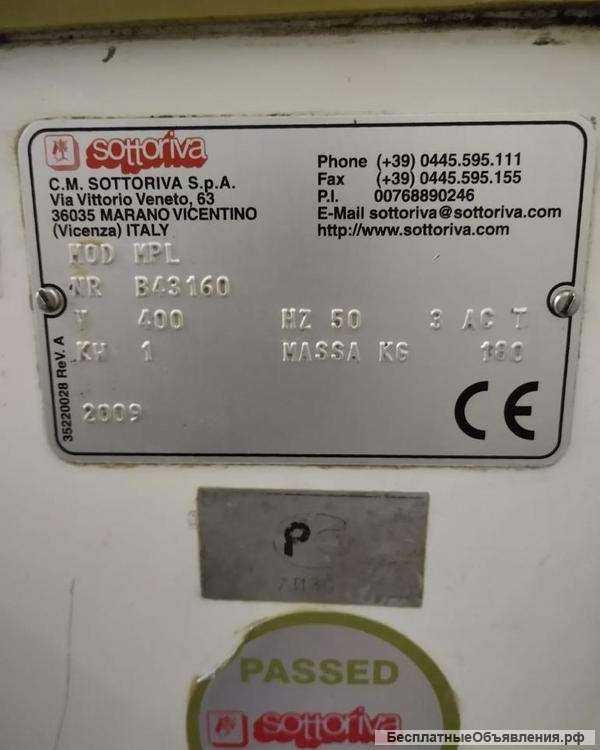 sottoriva
C.M. SOTTORIVA S.p.A.
Via Vittorio Veneto, 63
36035 MARANO VICENTINO
(Vicenza) ITALY
Phone (+39) 0445.595.111
Fax (+39) 0445.595.155
P.I. 00768890246
E-Mail sottoriva@sottoriva.com
http://www.sottoriva.com
MOD MPL
NR B43160
V 400 HZ 50 3 AC T
KW 1 MASSA KG 180
2009
CE
35220028 Rev. A
P
PASSED
sottoriva
БесплатныеОбъявления.рф